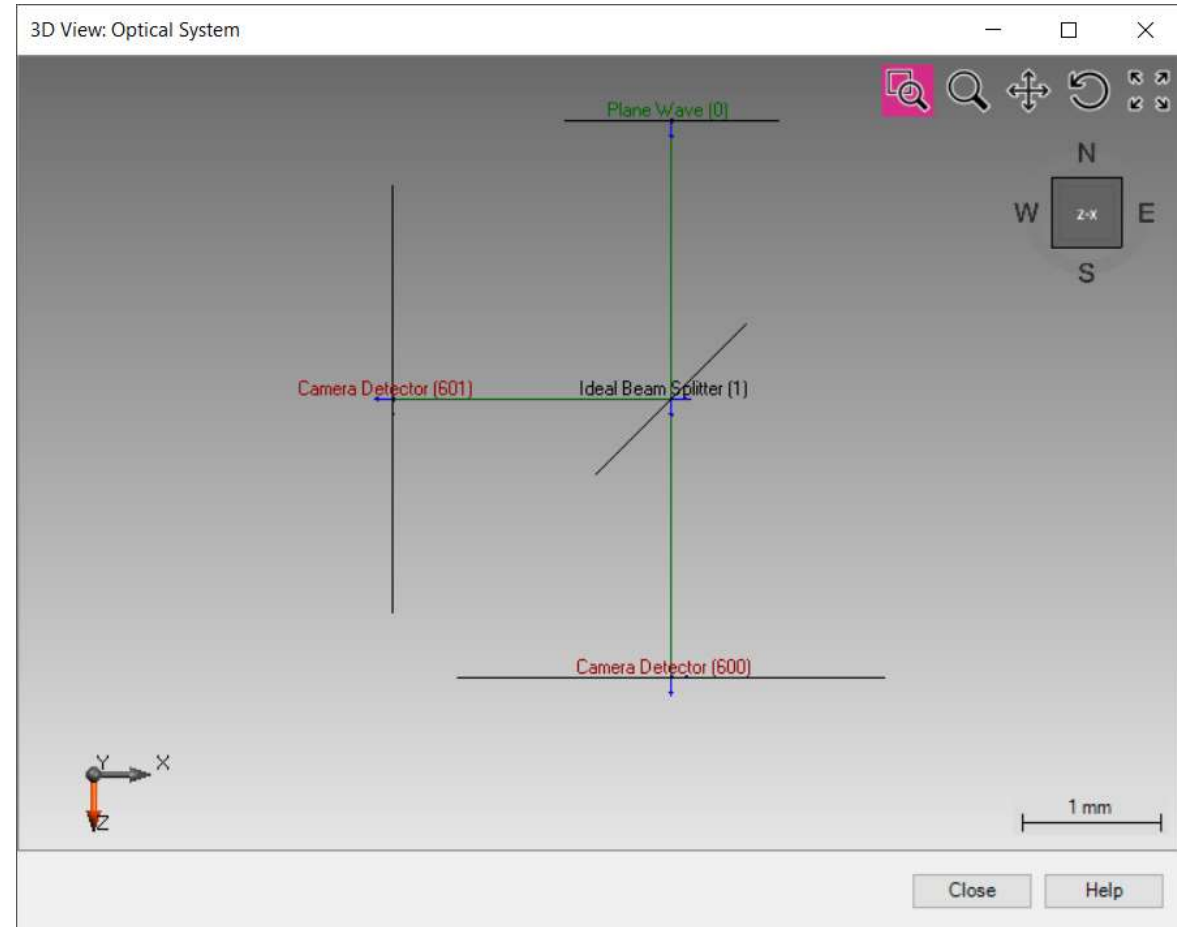 3D View: Optical System
Plane Wave (0)
N
W
Z-X
E
S
Camera Detector (601)
Ideal Beam Splitter (1)
Camera Detector (600)
Y
X
Z
1 mm
Close
Help